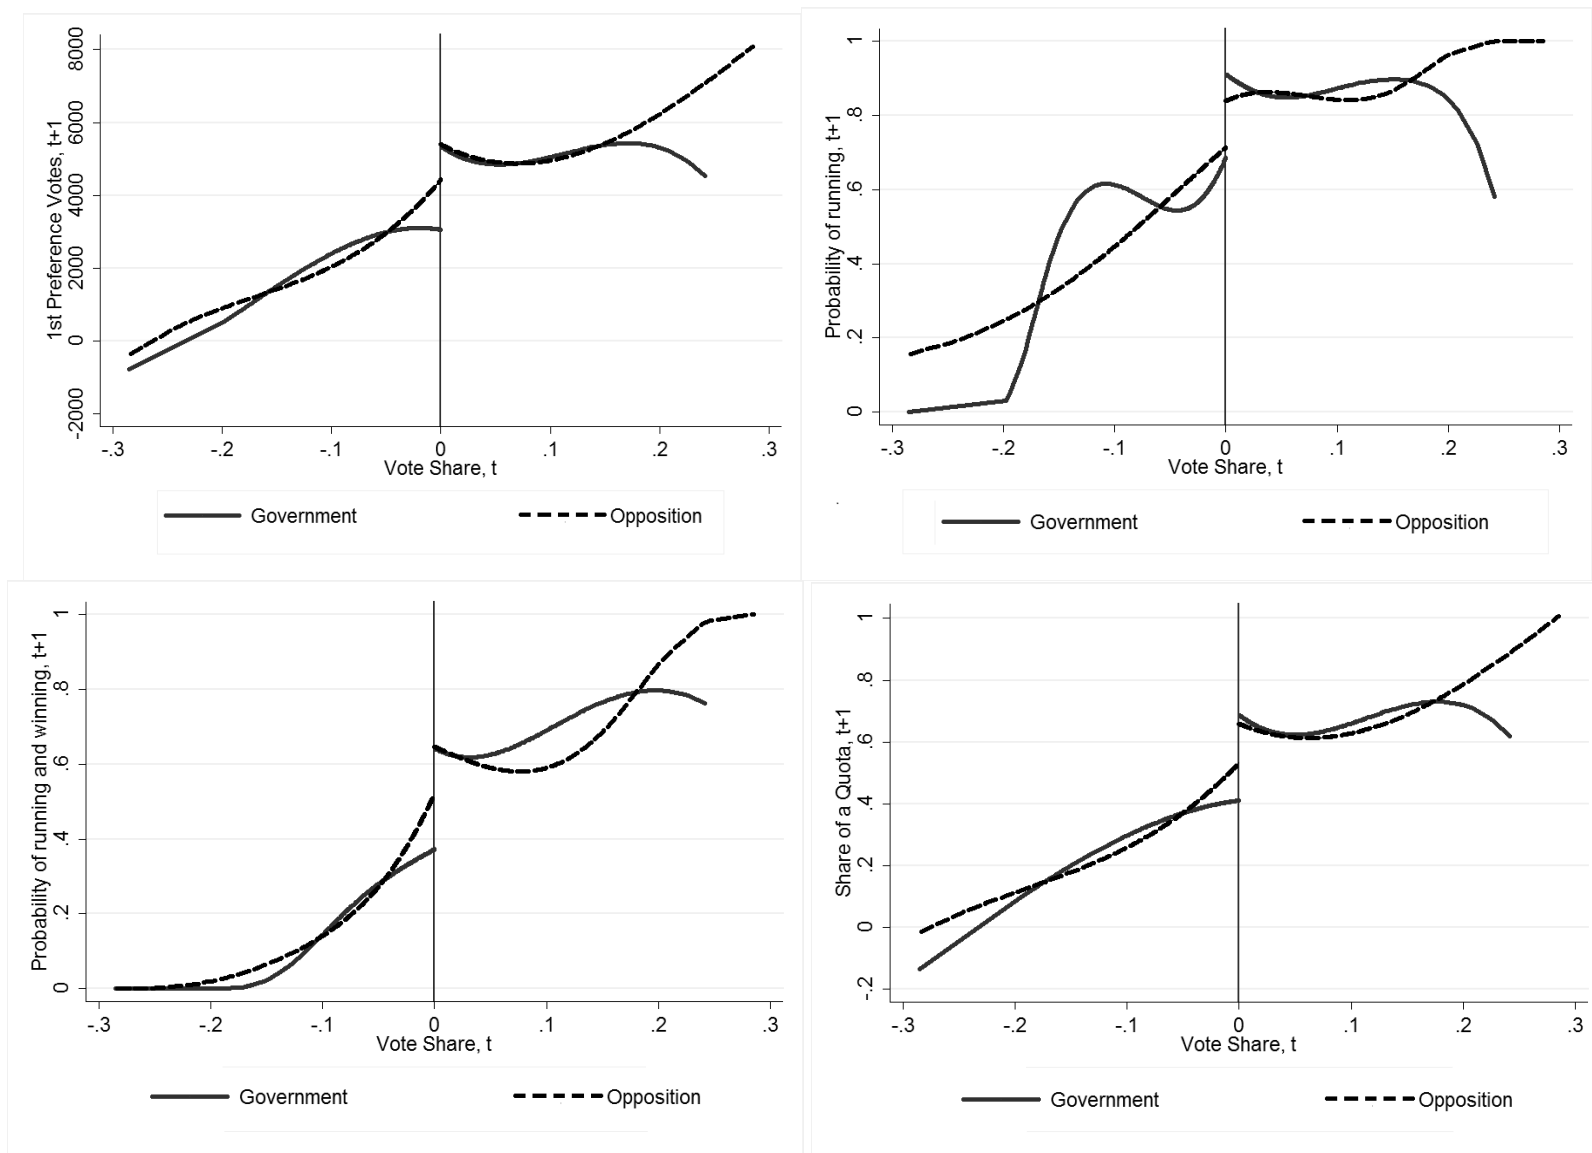 1st Preference Votes, t+1
8000
6000
4000
2000
0
-2000
-.3 -.2 -.1 0 .1 .2 .3
Vote Share, t
Government Opposition
Probability of running, t+1
1
.8
.6
.4
.2
0
-.3 -.2 -.1 0 .1 .2 .3
Vote Share, t
Government Opposition
Probability of running and winning, t+1
1
.8
.6
.4
.2
0
-.3 -.2 -.1 0 .1 .2 .3
Vote Share, t
Government Opposition
Share of a Quota, t+1
1
.8
.6
.4
.2
0
-.2
-.3 -.2 -.1 0 .1 .2 .3
Vote Share, t
Government Opposition